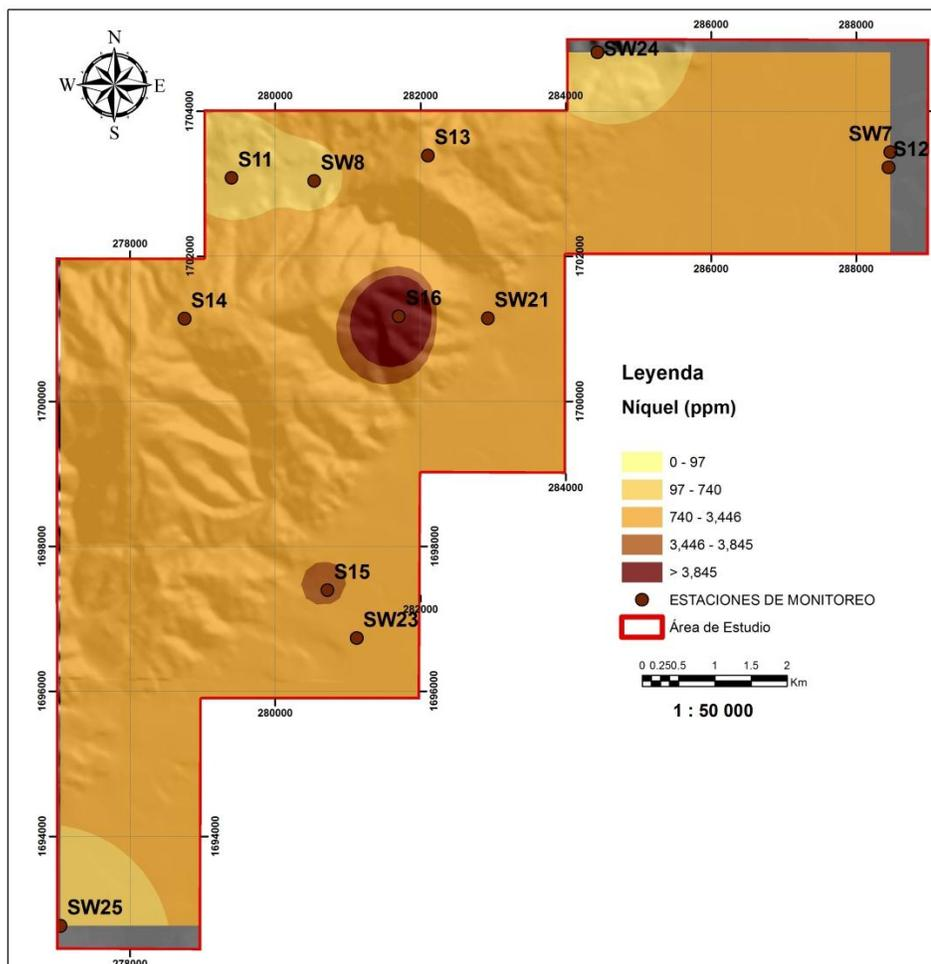 N
W E
S
286000 288000
280000 282000 284000
1704000
SW24
SW7
S12
S13
S11
SW8
278000
1702000
286000 288000
S14
S16
SW21
1700000 1700000
284000
Leyenda
Níquel (ppm)
0 - 97
97 - 740
740 - 3,446
3,446 - 3,845
> 3,845
ESTACIONES DE MONITOREO
Área de Estudio
0 0.250.5 1 1.5 2
Km
1 : 50 000
1698000 1698000
S15
282000
SW23
1696000 1696000
280000
1694000 1694000
SW25
278000